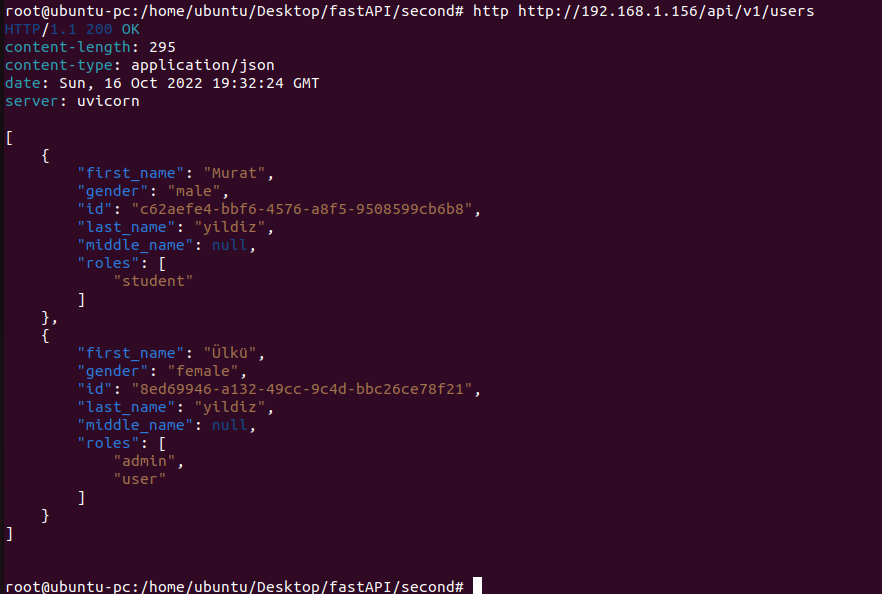 root@ubuntu-pc:/home/ubuntu/Desktop/fastAPI/second# http http://192.168.1.156/api/v1/users
HTTP/1.1 200 OK
content-length: 295
content-type: application/json
date: Sun, 16 Oct 2022 19:32:24 GMT
server: uvicorn

[
    {
        "first_name": "Murat",
        "gender": "male",
        "id": "c62aefe4-bbf6-4576-a8f5-9508599cb6b8",
        "last_name": "yildiz",
        "middle_name": null,
        "roles": [
            "student"
        ]
    },
    {
        "first_name": "Ülkü",
        "gender": "female",
        "id": "8ed69946-a132-49cc-9c4d-bbc26ce78f21",
        "last_name": "yildiz",
        "middle_name": null,
        "roles": [
            "admin",
            "user"
        ]
    }
]

root@ubuntu-pc:/home/ubuntu/Desktop/fastAPI/second#